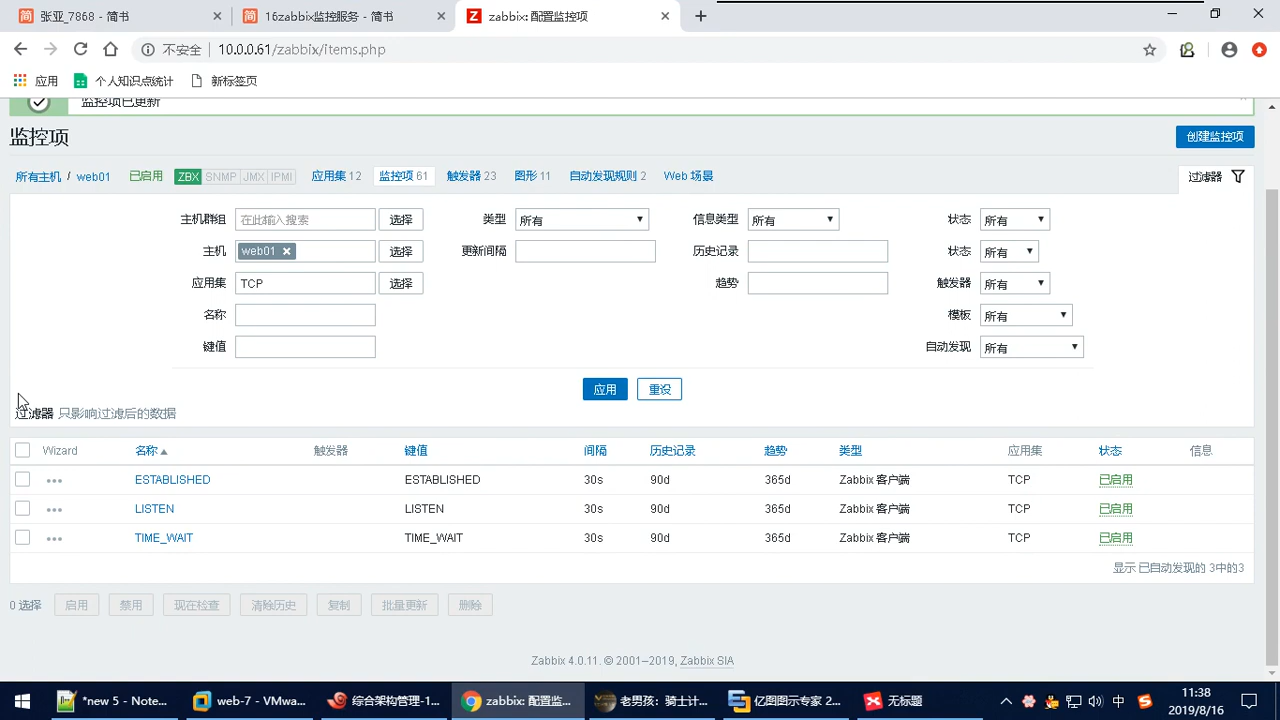 张亚_7868 - 简书
16zabbix监控服务 - 简书
zabbix: 配置监控项
不安全 10.0.0.61/zabbix/items.php
应用 个人知识点统计 新标签页
监控项已更新
监控项
创建监控项
所有主机 / web01 已启用 ZBX SNMP JMX IPMI 应用集 12 监控项 61 触发器 23 图形 11 自动发现规则 2 Web 场景
过滤器
主机群组 在此输入搜索 选择 类型 所有 信息类型 所有 状态 所有
主机 web01 选择 更新间隔 历史记录 状态 所有
应用集 TCP 选择 趋势 触发器 所有
名称 模板 所有
键值 自动发现 所有
应用 重设
过滤器 只影响过滤后的数据
Wizard 名称 触发器 键值 间隔 历史记录 趋势 类型 应用集 状态 信息
ESTABLISHED ESTABLISHED 30s 90d 365d Zabbix 客户端 TCP 已启用
LISTEN LISTEN 30s 90d 365d Zabbix 客户端 TCP 已启用
TIME_WAIT TIME_WAIT 30s 90d 365d Zabbix 客户端 TCP 已启用
显示 已自动发现的 3中的3
0 选择 启用 禁用 现在检查 清除历史 复制 批量更新 删除
Zabbix 4.0.11. © 2001–2019, Zabbix SIA
*new 5 - Note...
web-7 - VMwa...
综合架构管理-1...
zabbix: 配置监...
老男孩: 骑士计...
亿图图示专家 2...
无标题
中
11:38
2019/8/16